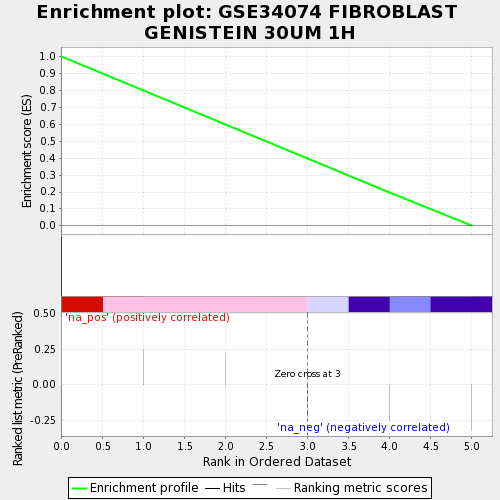 Enrichment plot: GSE34074 FIBROBLAST
GENISTEIN 30UM 1H
Enrichment score (ES)
1.0
0.9
0.8
0.7
0.6
0.5
0.4
0.3
0.2
0.1
0.0
Ranked list metric (PreRanked)
0.50
0.25
0.00
-0.25
'na_pos' (positively correlated)
Zero cross at 3
'na_neg' (negatively correlated)
0.0 0.5 1.0 1.5 2.0 2.5 3.0 3.5 4.0 4.5 5.0
Rank in Ordered Dataset
Enrichment profile Hits Ranking metric scores